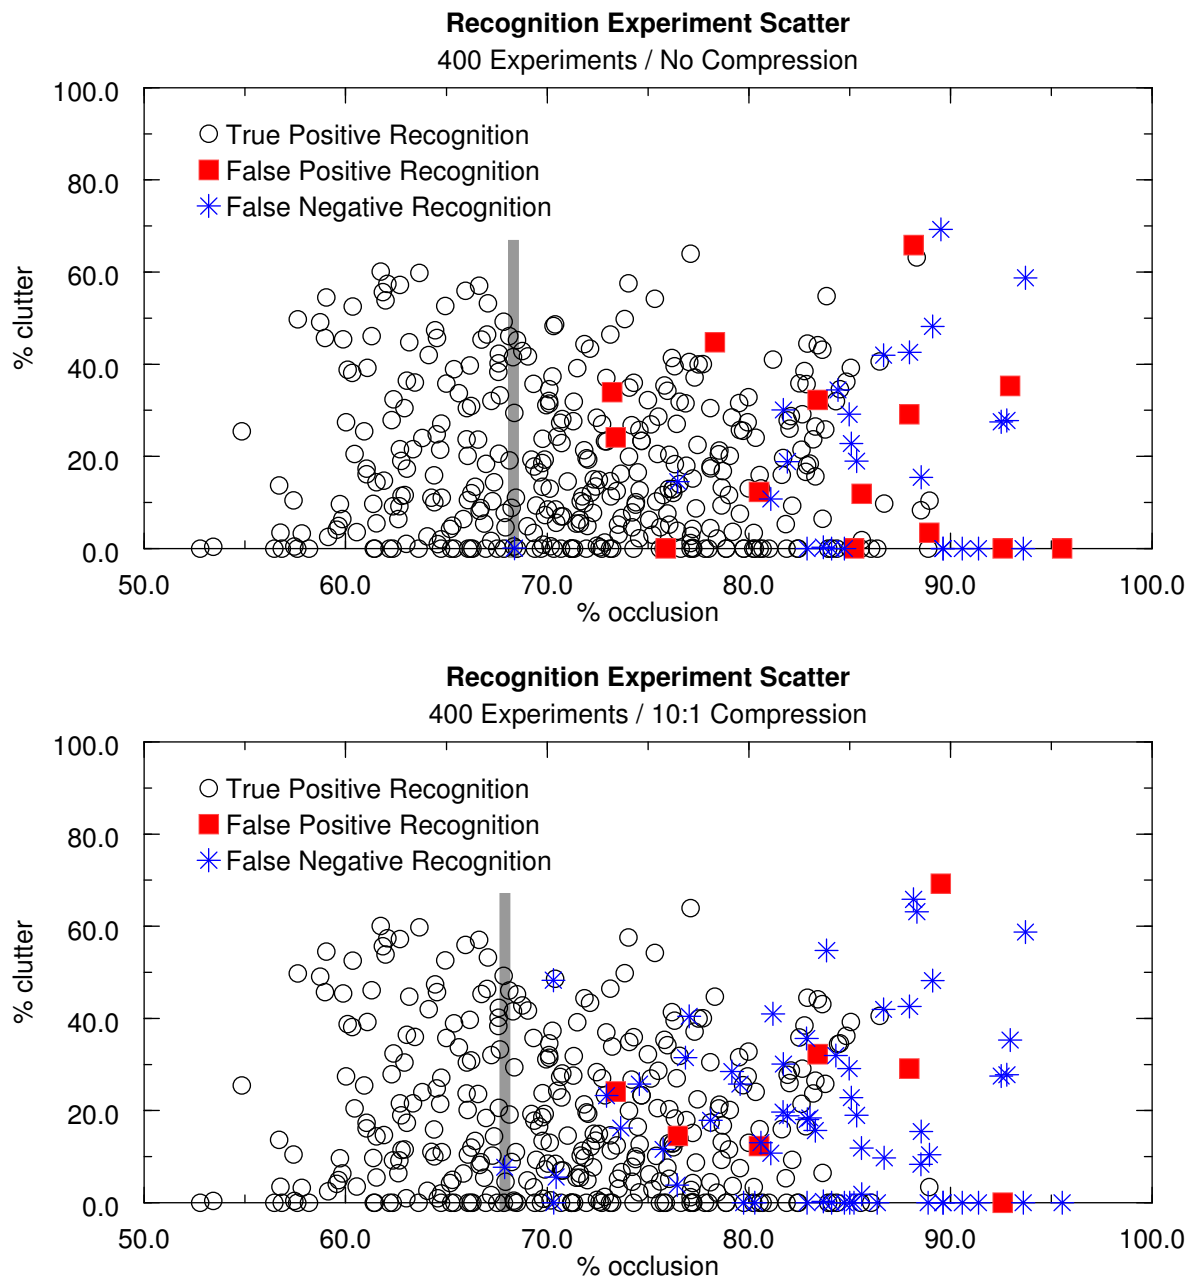 Recognition Experiment Scatter
400 Experiments / No Compression
100.0
80.0
60.0
40.0
20.0
0.0
% clutter
True Positive Recognition
False Positive Recognition
False Negative Recognition
50.0 60.0 70.0 80.0 90.0 100.0
% occlusion
Recognition Experiment Scatter
400 Experiments / 10:1 Compression
100.0
80.0
60.0
40.0
20.0
0.0
% clutter
True Positive Recognition
False Positive Recognition
False Negative Recognition
50.0 60.0 70.0 80.0 90.0 100.0
% occlusion